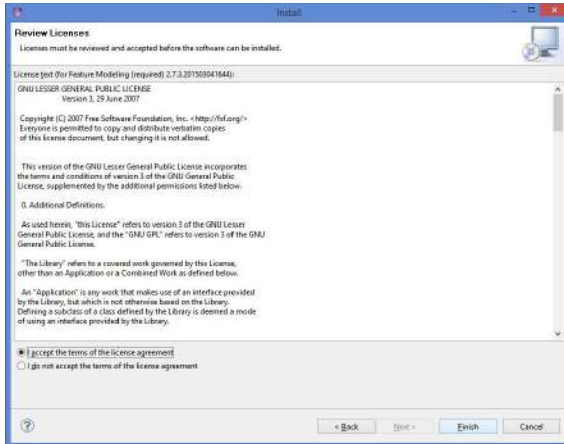 Install
Review Licenses
Licenses must be reviewed and accepted before the software can be installed.
License text (for Feature Modeling (required) 2.7.3.201503041644):
GNU LESSER GENERAL PUBLIC LICENSE
Version 3, 29 June 2007
Copyright (C) 2007 Free Software Foundation, Inc. <http://fsf.org/>
Everyone is permitted to copy and distribute verbatim copies
of this license document, but changing it is not allowed.
This version of the GNU Lesser General Public License incorporates
the terms and conditions of version 3 of the GNU General Public
License, supplemented by the additional permissions listed below.
0. Additional Definitions.
As used herein, "this License" refers to version 3 of the GNU Lesser
General Public License, and the "GNU GPL" refers to version 3 of the GNU
General Public License.
"The Library" refers to a covered work governed by this License,
other than an Application or a Combined Work as defined below.
An "Application" is any work that makes use of an interface provided
by the Library, but which is not otherwise based on the Library.
Defining a subclass of a class defined by the Library is deemed a mode
of using an interface provided by the Library.
I accept the terms of the license agreement
I do not accept the terms of the license agreement
? < Back Next > Finish Cancel